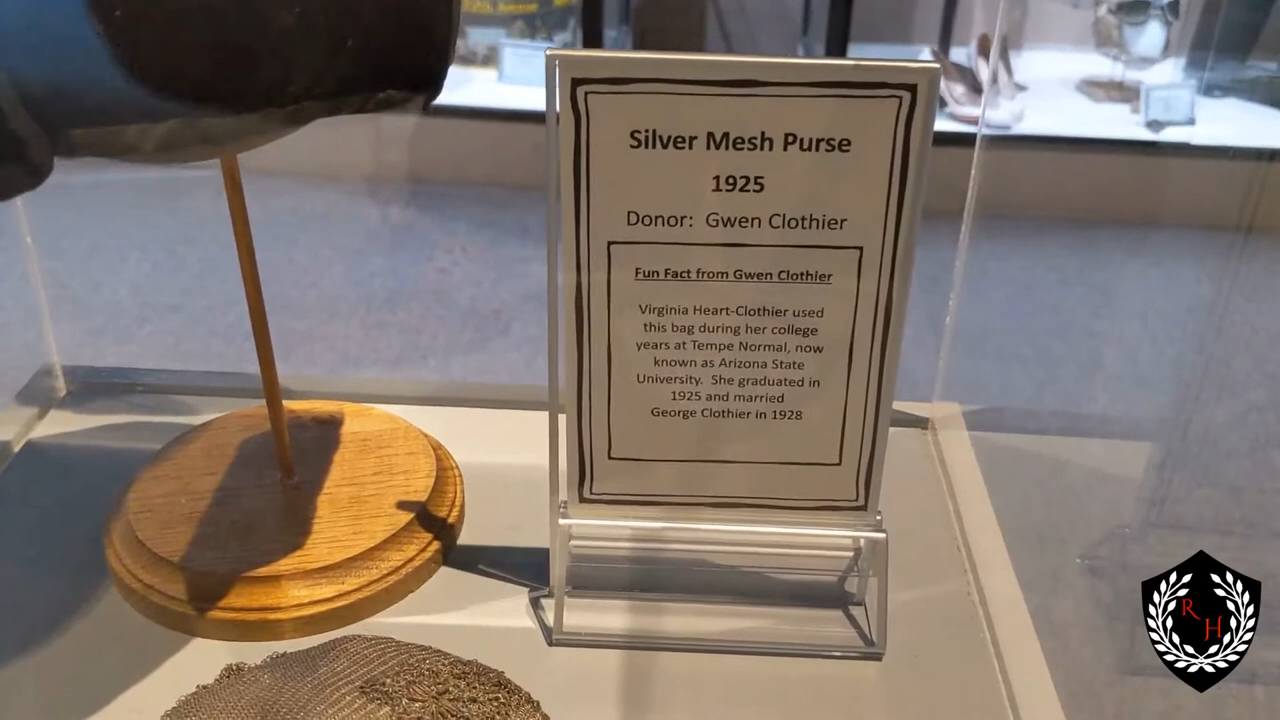 Silver Mesh Purse
1925
Donor: Gwen Clothier
Fun Fact from Gwen Clothier
Virginia Heart-Clothier used
this bag during her college
years at Tempe Normal, now
known as Arizona State
University. She graduated in
1925 and married
George Clothier in 1928
R
H